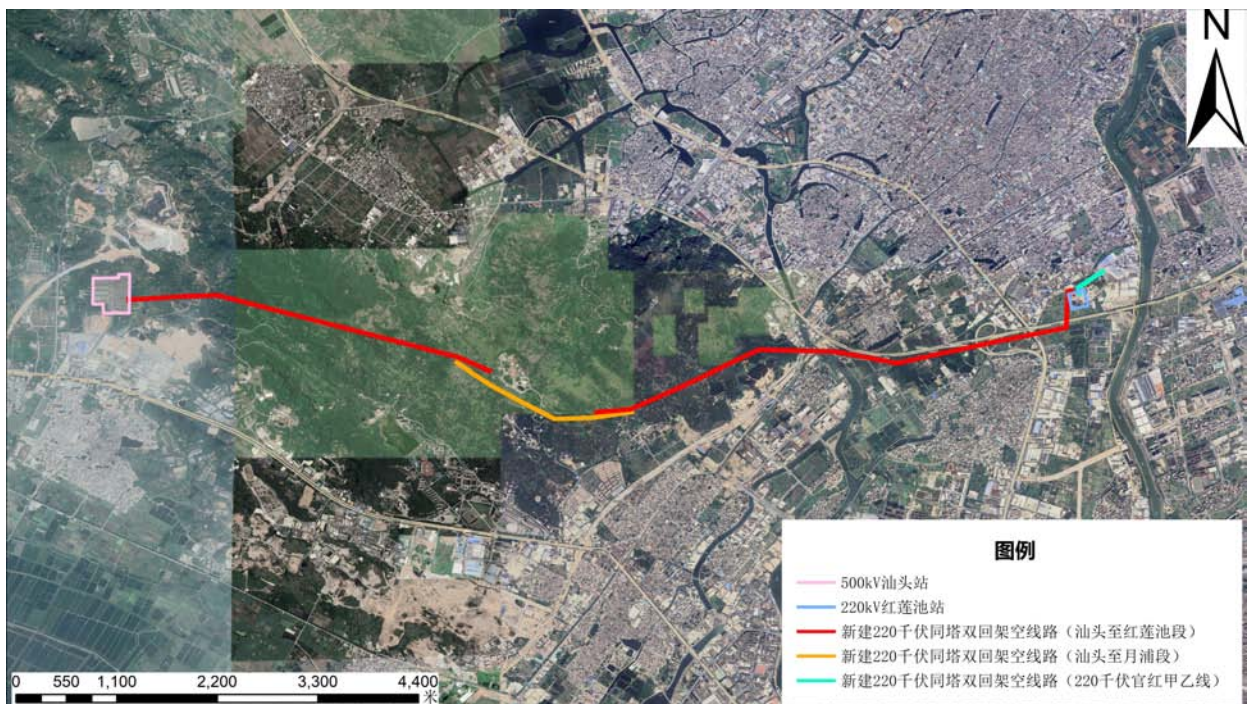 N
图例
500kV汕头站
220kV红莲池站
新建220千伏同塔双回架空线路（汕头至红莲池段）
新建220千伏同塔双回架空线路（汕头至月浦段）
新建220千伏同塔双回架空线路（220千伏官红甲乙线）
0 550 1,100 2,200 3,300 4,400
米